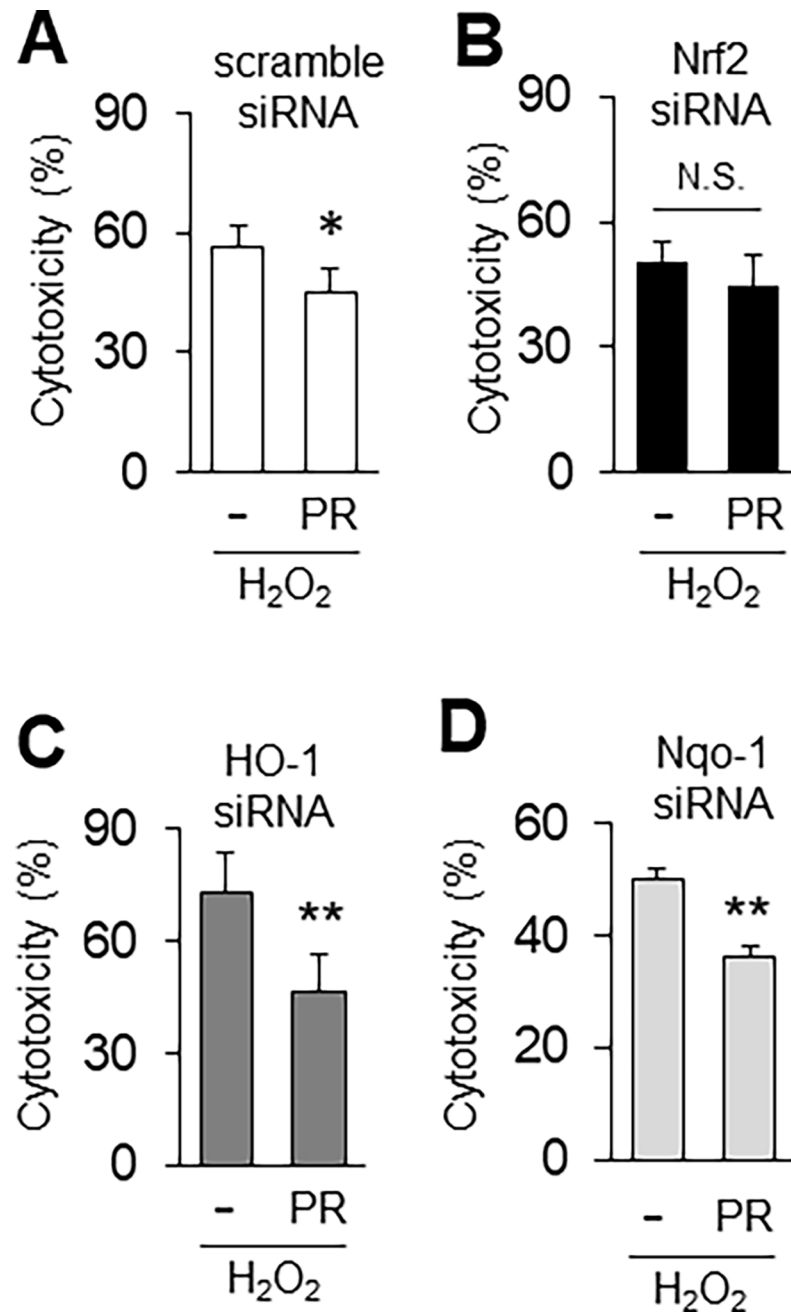 A
scramble
siRNA
Cytotoxicity (%)
90
60
30
0
*
- PR
H₂O₂
B
Nrf2
siRNA
Cytotoxicity (%)
90
60
30
0
N.S.
- PR
H₂O₂
C
HO-1
siRNA
Cytotoxicity (%)
90
60
30
0
**
- PR
H₂O₂
D
Nqo-1
siRNA
Cytotoxicity (%)
60
40
20
0
**
- PR
H₂O₂